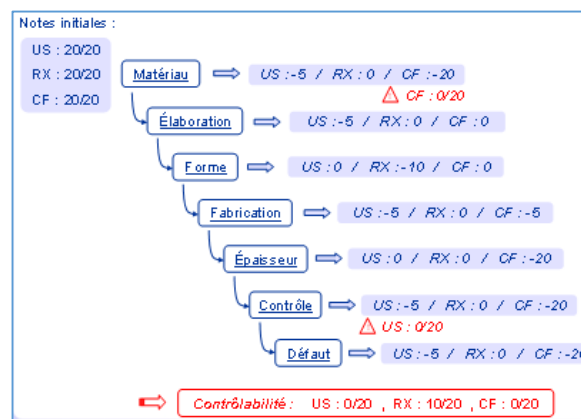 Notes initiales :
US : 20/20
RX : 20/20
CF : 20/20
Matériau US :-5 / RX : 0 / CF :-20
CF : 0/20
Élaboration US :-5 / RX : 0 / CF : 0
Forme US : 0 / RX :-10 / CF : 0
Fabrication US :-5 / RX : 0 / CF :-5
Épaisseur US : 0 / RX : 0 / CF :-20
Contrôle US :-5 / RX : 0 / CF :-20
US : 0/20
Défaut US :-5 / RX : 0 / CF :-20
Contrôlabilité : US : 0/20 , RX : 10/20 , CF : 0/20